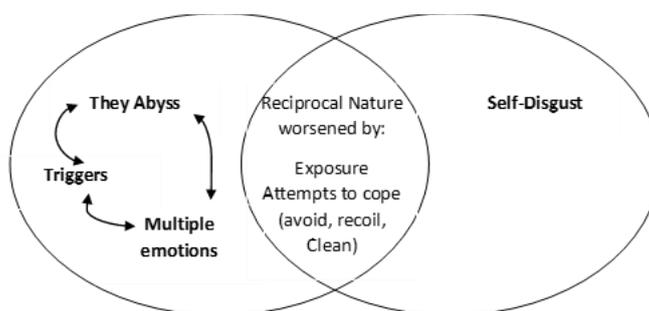 They Abyss
Triggers
Multiple
emotions
Reciprocal Nature
worsened by:
Exposure
Attempts to cope
(avoid, recoil,
Clean)
Self-Disgust